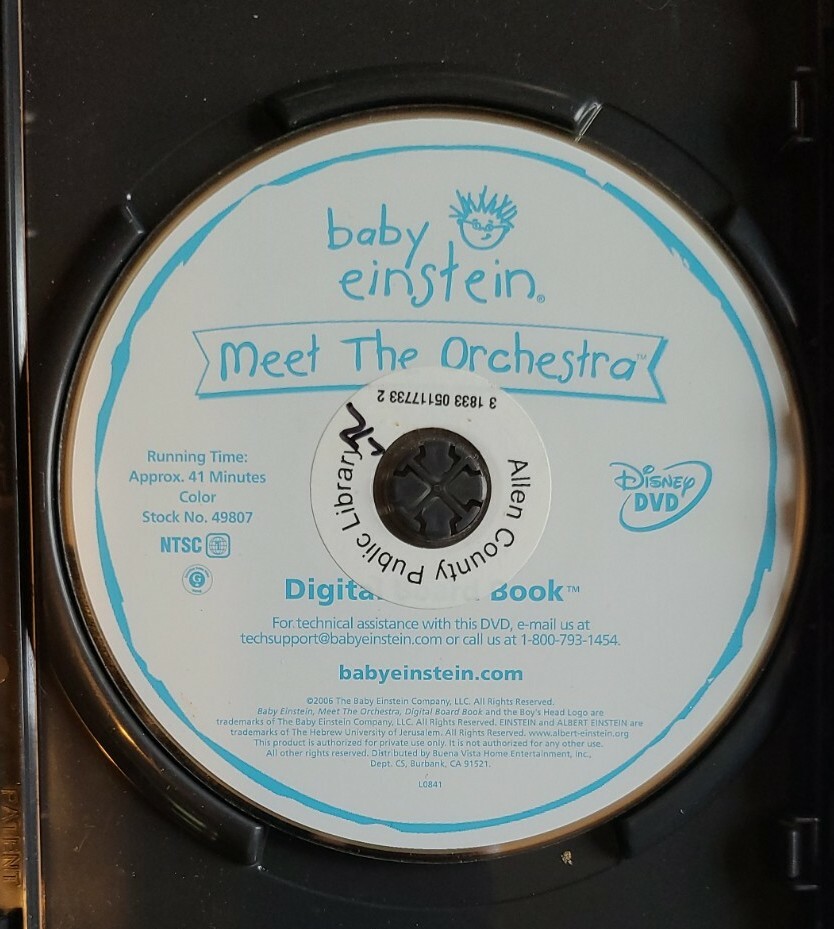 baby
einstein®
Meet The Orchestra™
3 1833 05117733 2
Allen County Public Library
Running Time:
Approx. 41 Minutes
Color
Stock No. 49807
NTSC
G
DISNEY
DVD
Digital Board Book™
For technical assistance with this DVD, e-mail us at
techsupport@babyeinstein.com or call us at 1-800-793-1454.
babyeinstein.com
©2006 The Baby Einstein Company, LLC. All Rights Reserved.
Baby Einstein, Meet The Orchestra, Digital Board Book and the Boy's Head Logo are
trademarks of The Baby Einstein Company, LLC. All Rights Reserved. EINSTEIN and ALBERT EINSTEIN are
trademarks of The Hebrew University of Jerusalem. All Rights Reserved. www.albert-einstein.org
This product is authorized for private use only. It is not authorized for any other use.
All other rights reserved. Distributed by Buena Vista Home Entertainment, Inc.,
Dept. CS, Burbank, CA 91521.
L0841
PATENT